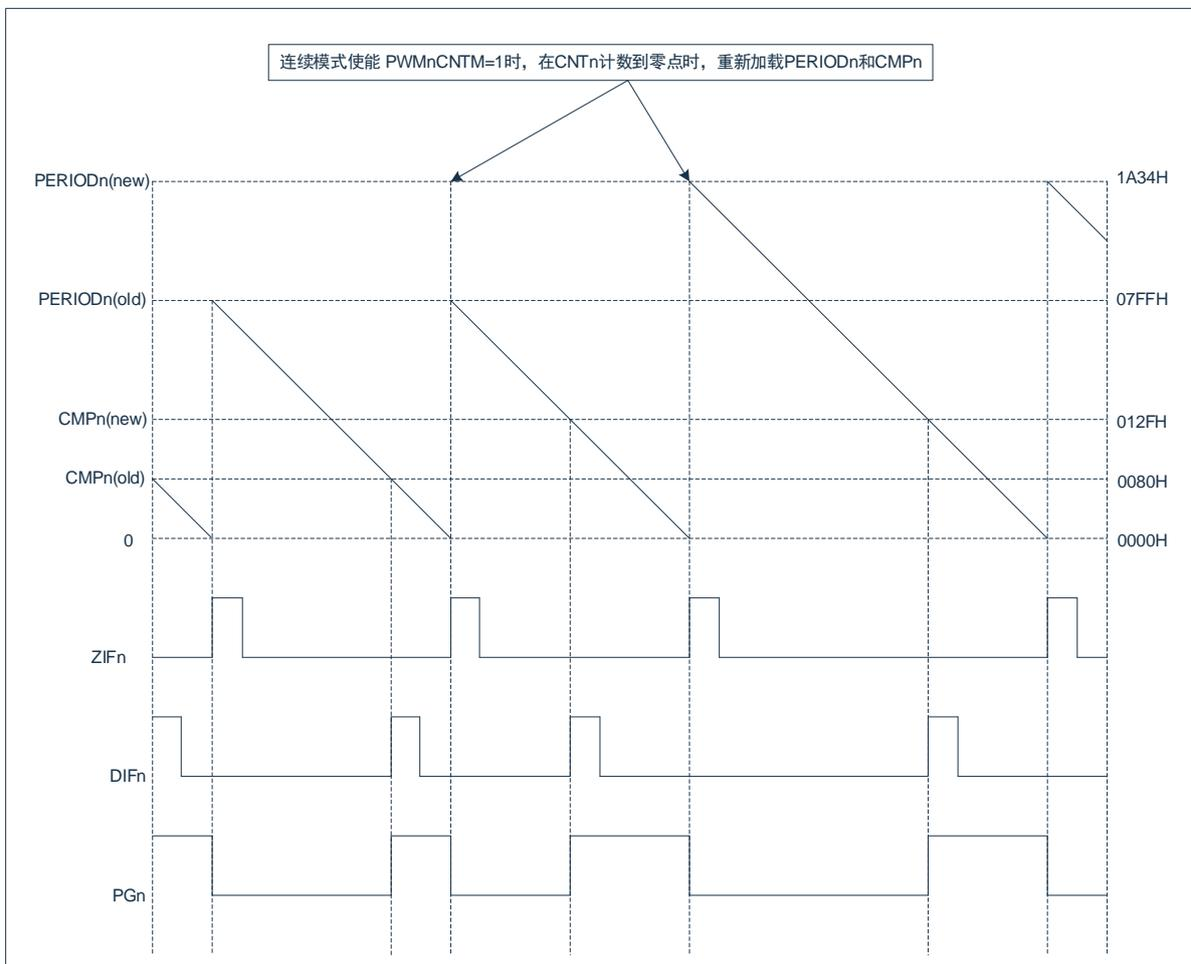 连续模式使能 PWMnCNTM=1时，在CNTn计数到零点时，重新加载PERIODn和CMPn
PERIODn(new)
1A34H
PERIODn(old)
07FFH
CMPn(new)
012FH
CMPn(old)
0080H
0
0000H
ZIFn
DIFn
PGn